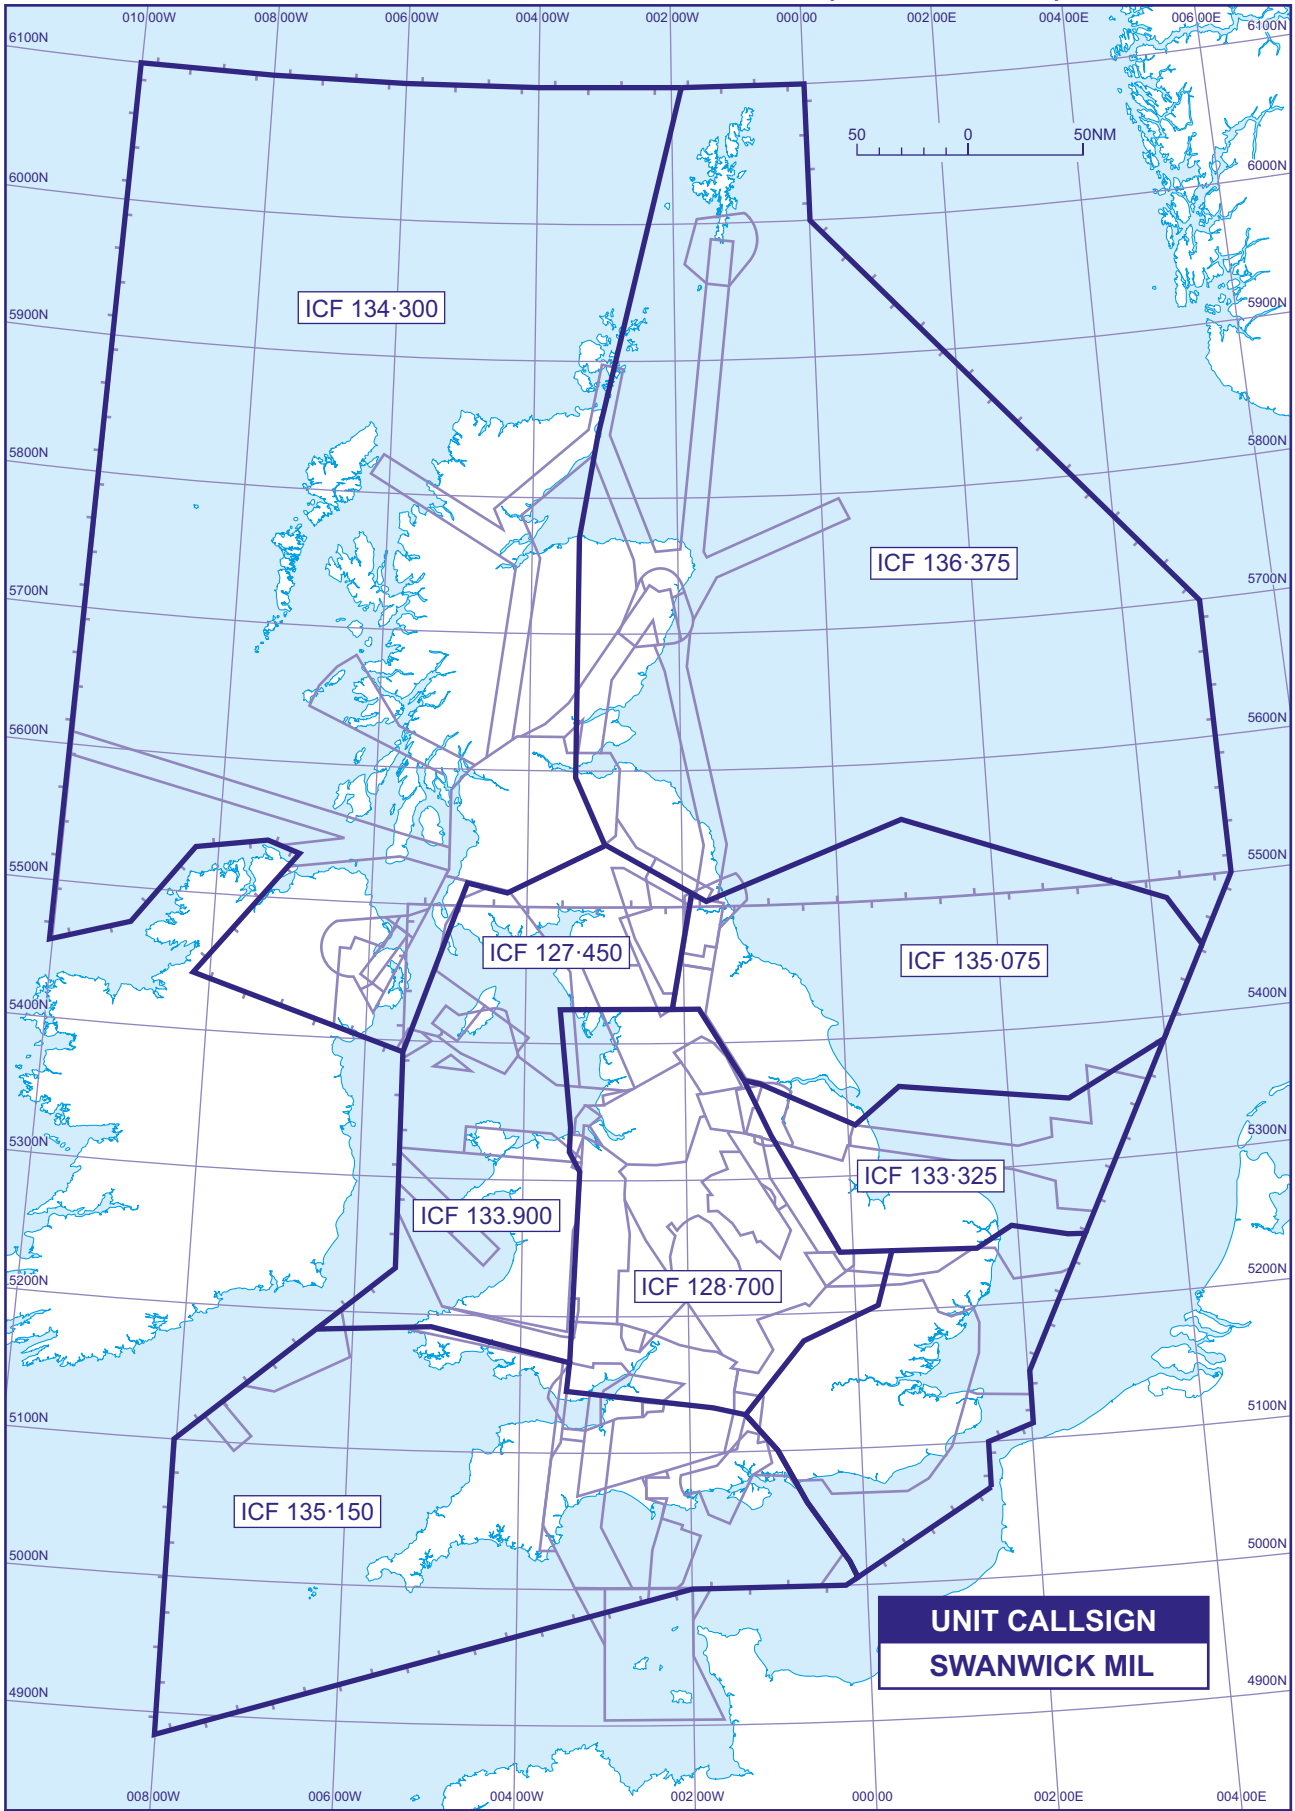 010 00W 008 00W 006 00W 004 00W 002 00W 000 00 002 00E 004 00E 006 00E
6100N 6100N
50 0 50NM
6000N 6000N
5900N ICF 134·300 5900N
5800N 5800N
ICF 136·375
5700N 5700N
5600N 5600N
5500N 5500N
ICF 127·450 ICF 135·075
5400N 5400N
5300N 5300N
ICF 133·325
ICF 133.900
5200N ICF 128·700 5200N
5100N 5100N
ICF 135·150
5000N 5000N
UNIT CALLSIGN
SWANWICK MIL
4900N 4900N
008 00W 006 00W 004 00W 002 00W 000 00 002 00E 004 00E